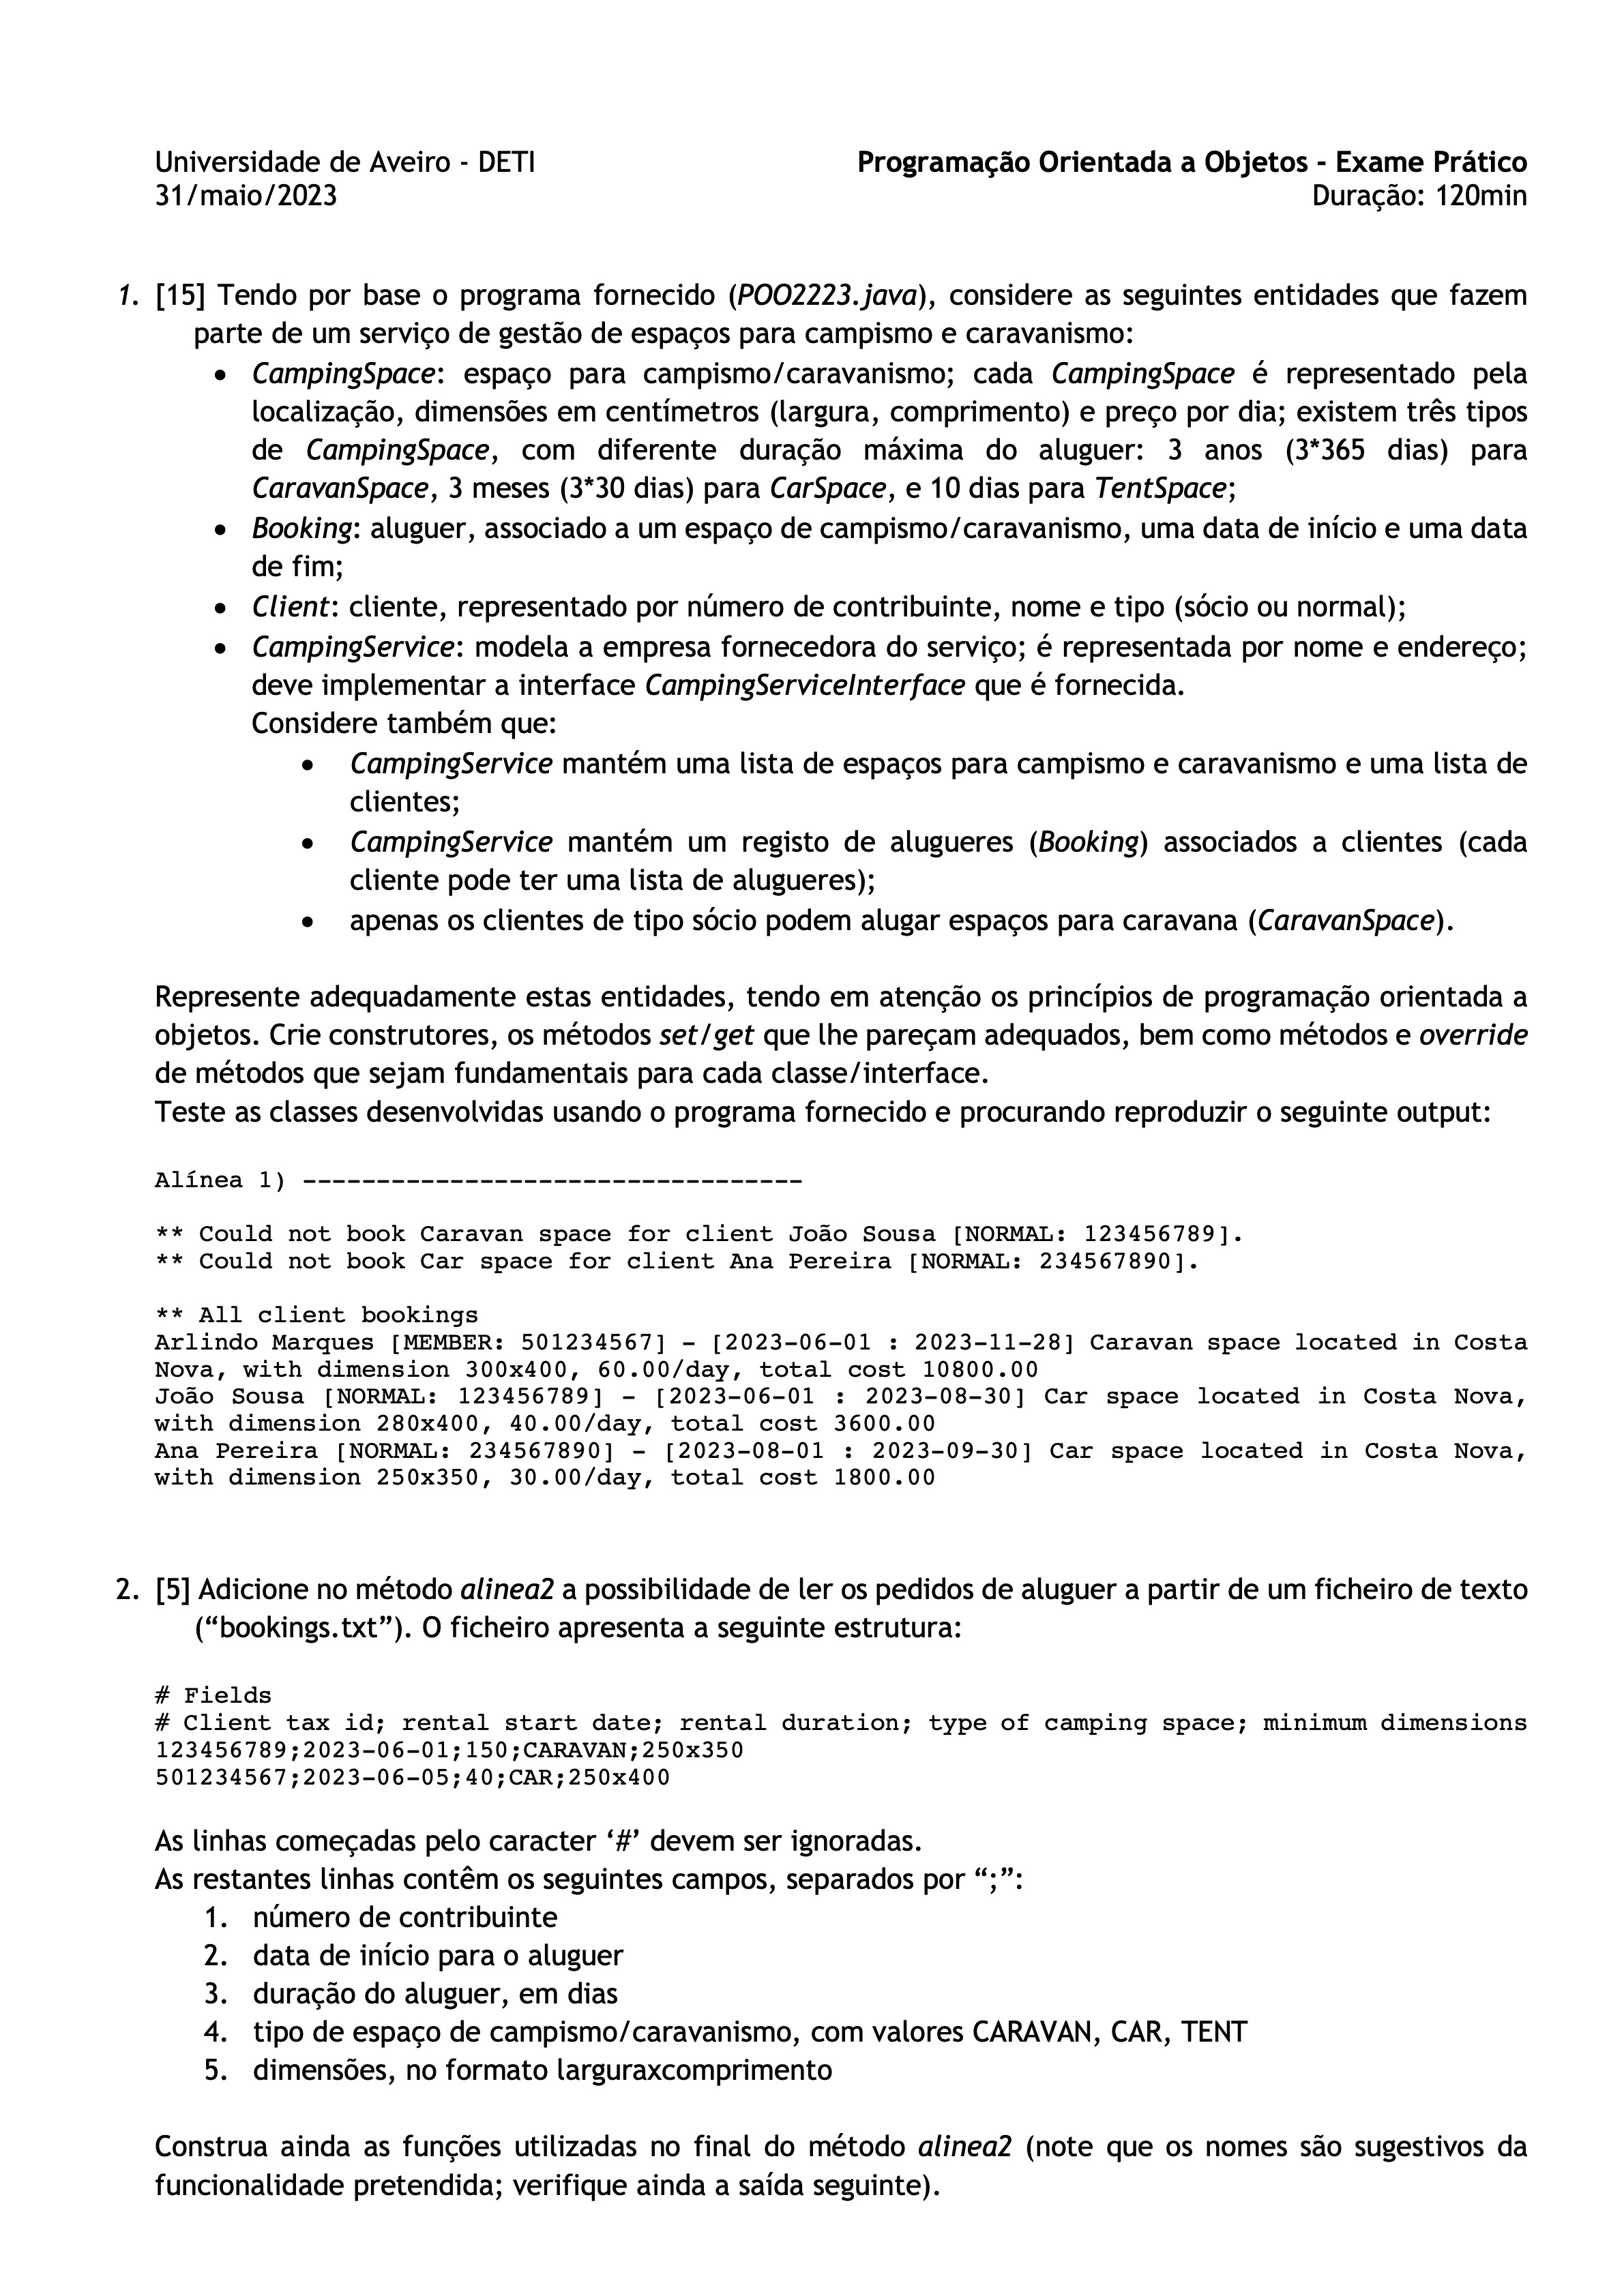 Universidade de Aveiro - DETI
Programação Orientada a Objetos - Exame Prático
31/maio/2023
Duração: 120min
1. [15] Tendo por base o programa fornecido (POO2223.java), considere as seguintes entidades que fazem
parte de um serviço de gestão de espaços para campismo e caravanismo:
• CampingSpace: espaço para campismo/caravanismo; cada CampingSpace é representado pela
localização, dimensões em centímetros (largura, comprimento) e preço por dia; existem três tipos
de CampingSpace, com diferente duração máxima do aluguer: 3 anos (3*365 dias) para
CaravanSpace, 3 meses (3*30 dias) para CarSpace, e 10 dias para TentSpace;
• Booking: aluguer, associado a um espaço de campismo/caravanismo, uma data de início e uma data
de fim;
• Client: cliente, representado por número de contribuinte, nome e tipo (sócio ou normal);
• CampingService: modela a empresa fornecedora do serviço; é representada por nome e endereço;
deve implementar a interface CampingServiceInterface que é fornecida.
Considere também que:
• CampingService mantém uma lista de espaços para campismo e caravanismo e uma lista de
clientes;
• CampingService mantém um registo de alugueres (Booking) associados a clientes (cada
cliente pode ter uma lista de alugueres);
• apenas os clientes de tipo sócio podem alugar espaços para caravana (CaravanSpace).
Represente adequadamente estas entidades, tendo em atenção os princípios de programação orientada a
objetos. Crie construtores, os métodos set/get que lhe pareçam adequados, bem como métodos e override
de métodos que sejam fundamentais para cada classe/interface.
Teste as classes desenvolvidas usando o programa fornecido e procurando reproduzir o seguinte output:
Alínea 1) ----------------------------------
** Could not book Caravan space for client João Sousa [NORMAL: 123456789].
** Could not book Car space for client Ana Pereira [NORMAL: 234567890].
** All client bookings
Arlindo Marques [MEMBER: 501234567] - [2023-06-01 : 2023-11-28] Caravan space located in Costa
Nova, with dimension 300x400, 60.00/day, total cost 10800.00
João Sousa [NORMAL: 123456789] - [2023-06-01 : 2023-08-30] Car space located in Costa Nova,
with dimension 280x400, 40.00/day, total cost 3600.00
Ana Pereira [NORMAL: 234567890] - [2023-08-01 : 2023-09-30] Car space located in Costa Nova,
with dimension 250x350, 30.00/day, total cost 1800.00
2. [5] Adicione no método alinea2 a possibilidade de ler os pedidos de aluguer a partir de um ficheiro de texto
(“bookings.txt”). O ficheiro apresenta a seguinte estrutura:
# Fields
# Client tax id; rental start date; rental duration; type of camping space; minimum dimensions
123456789;2023-06-01;150;CARAVAN;250x350
501234567;2023-06-05;40;CAR;250x400
As linhas começadas pelo caracter ‘#’ devem ser ignoradas.
As restantes linhas contêm os seguintes campos, separados por “;”:
1. número de contribuinte
2. data de início para o aluguer
3. duração do aluguer, em dias
4. tipo de espaço de campismo/caravanismo, com valores CARAVAN, CAR, TENT
5. dimensões, no formato larguraxcomprimento
Construa ainda as funções utilizadas no final do método alinea2 (note que os nomes são sugestivos da
funcionalidade pretendida; verifique ainda a saída seguinte).